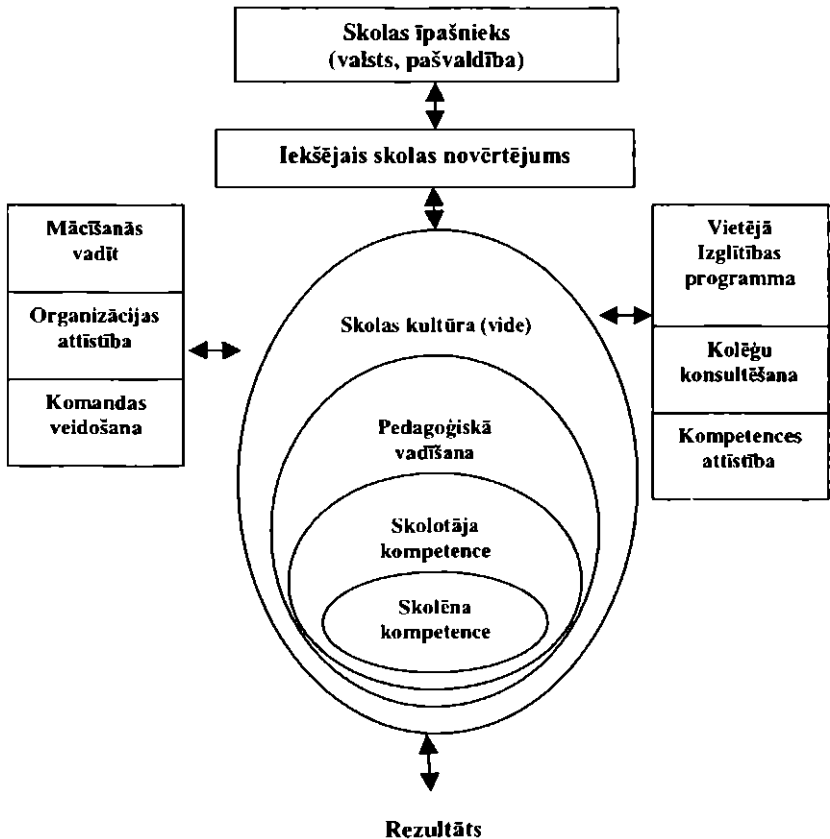 Skolas īpašnieks
(valsts, pašvaldība)
Iekšējais skolas novērtējums
Mācīšanās
vadīt
Organizācijas
attīstība
Komandas
veidošana
Skolas kultūra (vide)
Pedagoģiskā
vadīšana
Skolotāja
kompetence
Skolēna
kompetence
Vietējā
Izglītības
programma
Kolēģu
konsultēšana
Kompetences
attīstība
Rezultāts